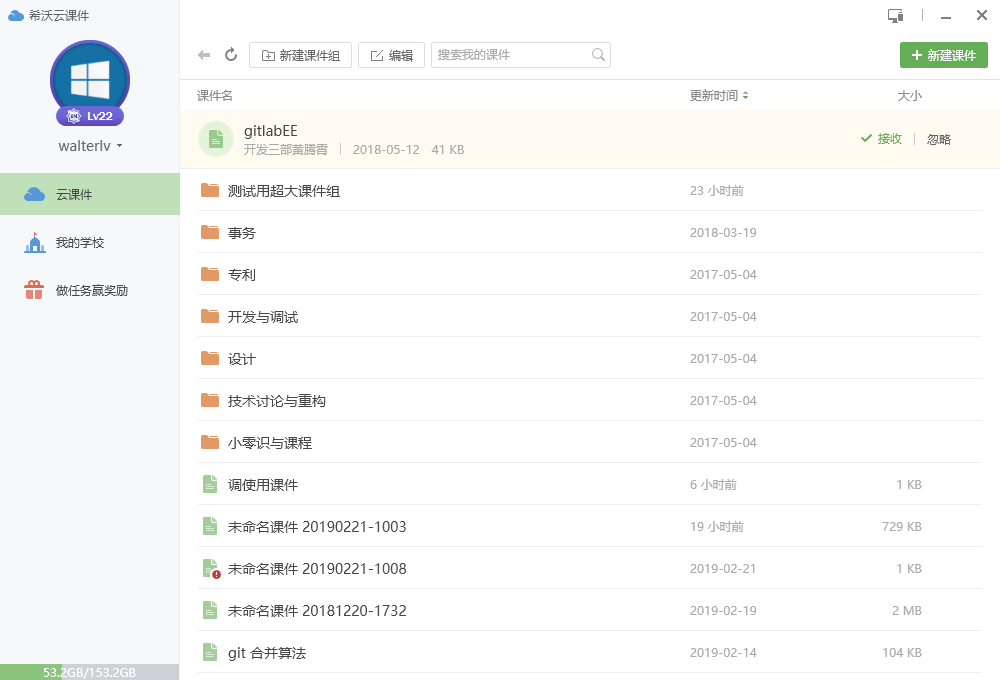 希沃云课件
Lv22
walterlv
云课件
我的学校
做任务赢奖励
53.2GB/153.2GB
新建课件组
编辑
搜索我的课件
新建课件
课件名 更新时间 大小
gitlabEE
开发三部黄腾霄 2018-05-12 41 KB
接收 忽略
测试用超大课件组 23 小时前
事务 2018-03-19
专利 2017-05-04
开发与调试 2017-05-04
设计 2017-05-04
技术讨论与重构 2017-05-04
小零识与课程 2017-05-04
调使用课件 6 小时前 1 KB
未命名课件 20190221-1003 19 小时前 729 KB
未命名课件 20190221-1008 2019-02-21 1 KB
未命名课件 20181220-1732 2019-02-19 2 MB
git 合并算法 2019-02-14 104 KB